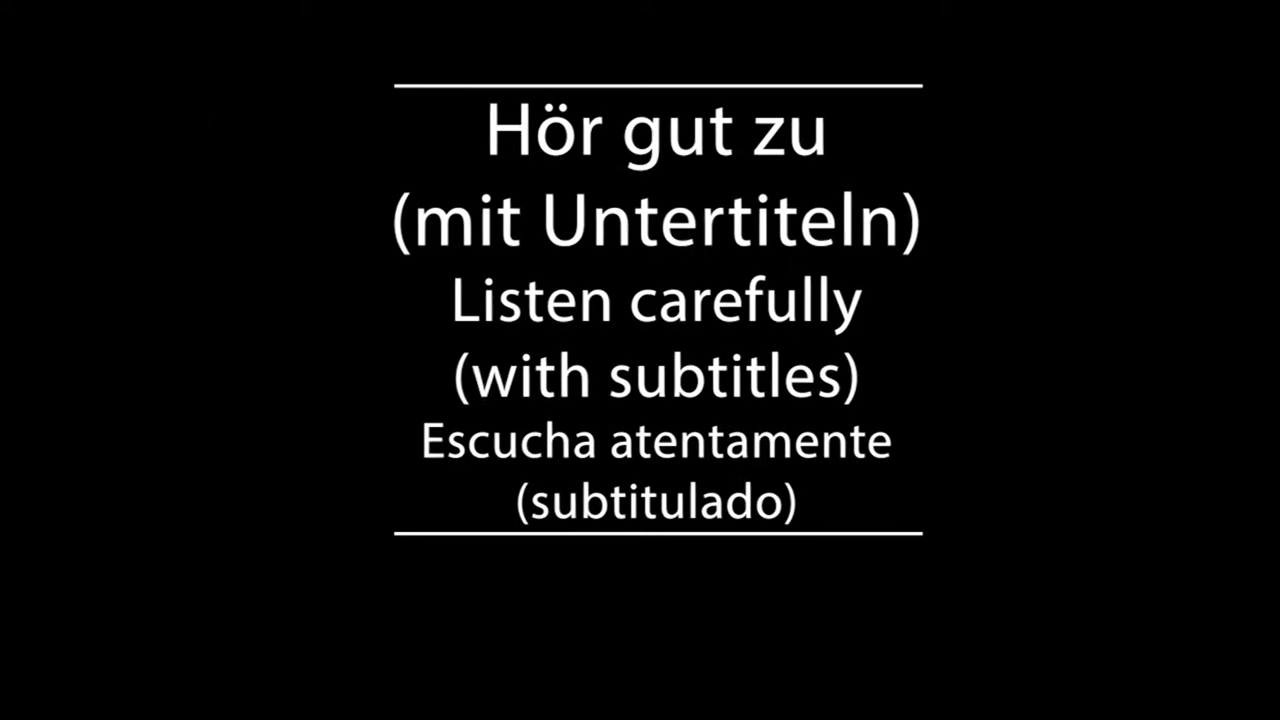 Hör gut zu
(mit Untertiteln)
Listen carefully
(with subtitles)
Escucha atentamente
(subtitulado)